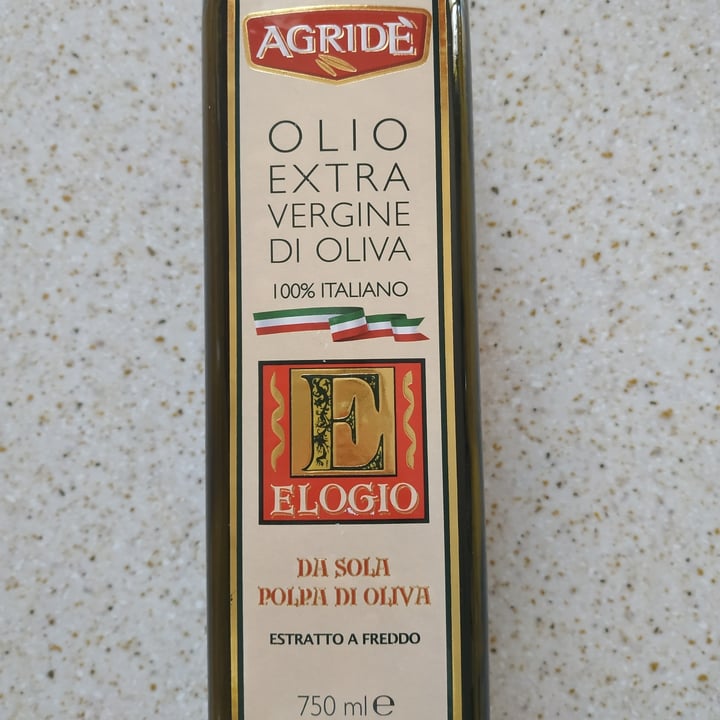 AGRIDÈ
OLIO
EXTRA
VERGINE
DI OLIVA
100% ITALIANO
E
ELOGIO
DA SOLA
POLPA DI OLIVA
ESTRATTO A FREDDO
750 ml e